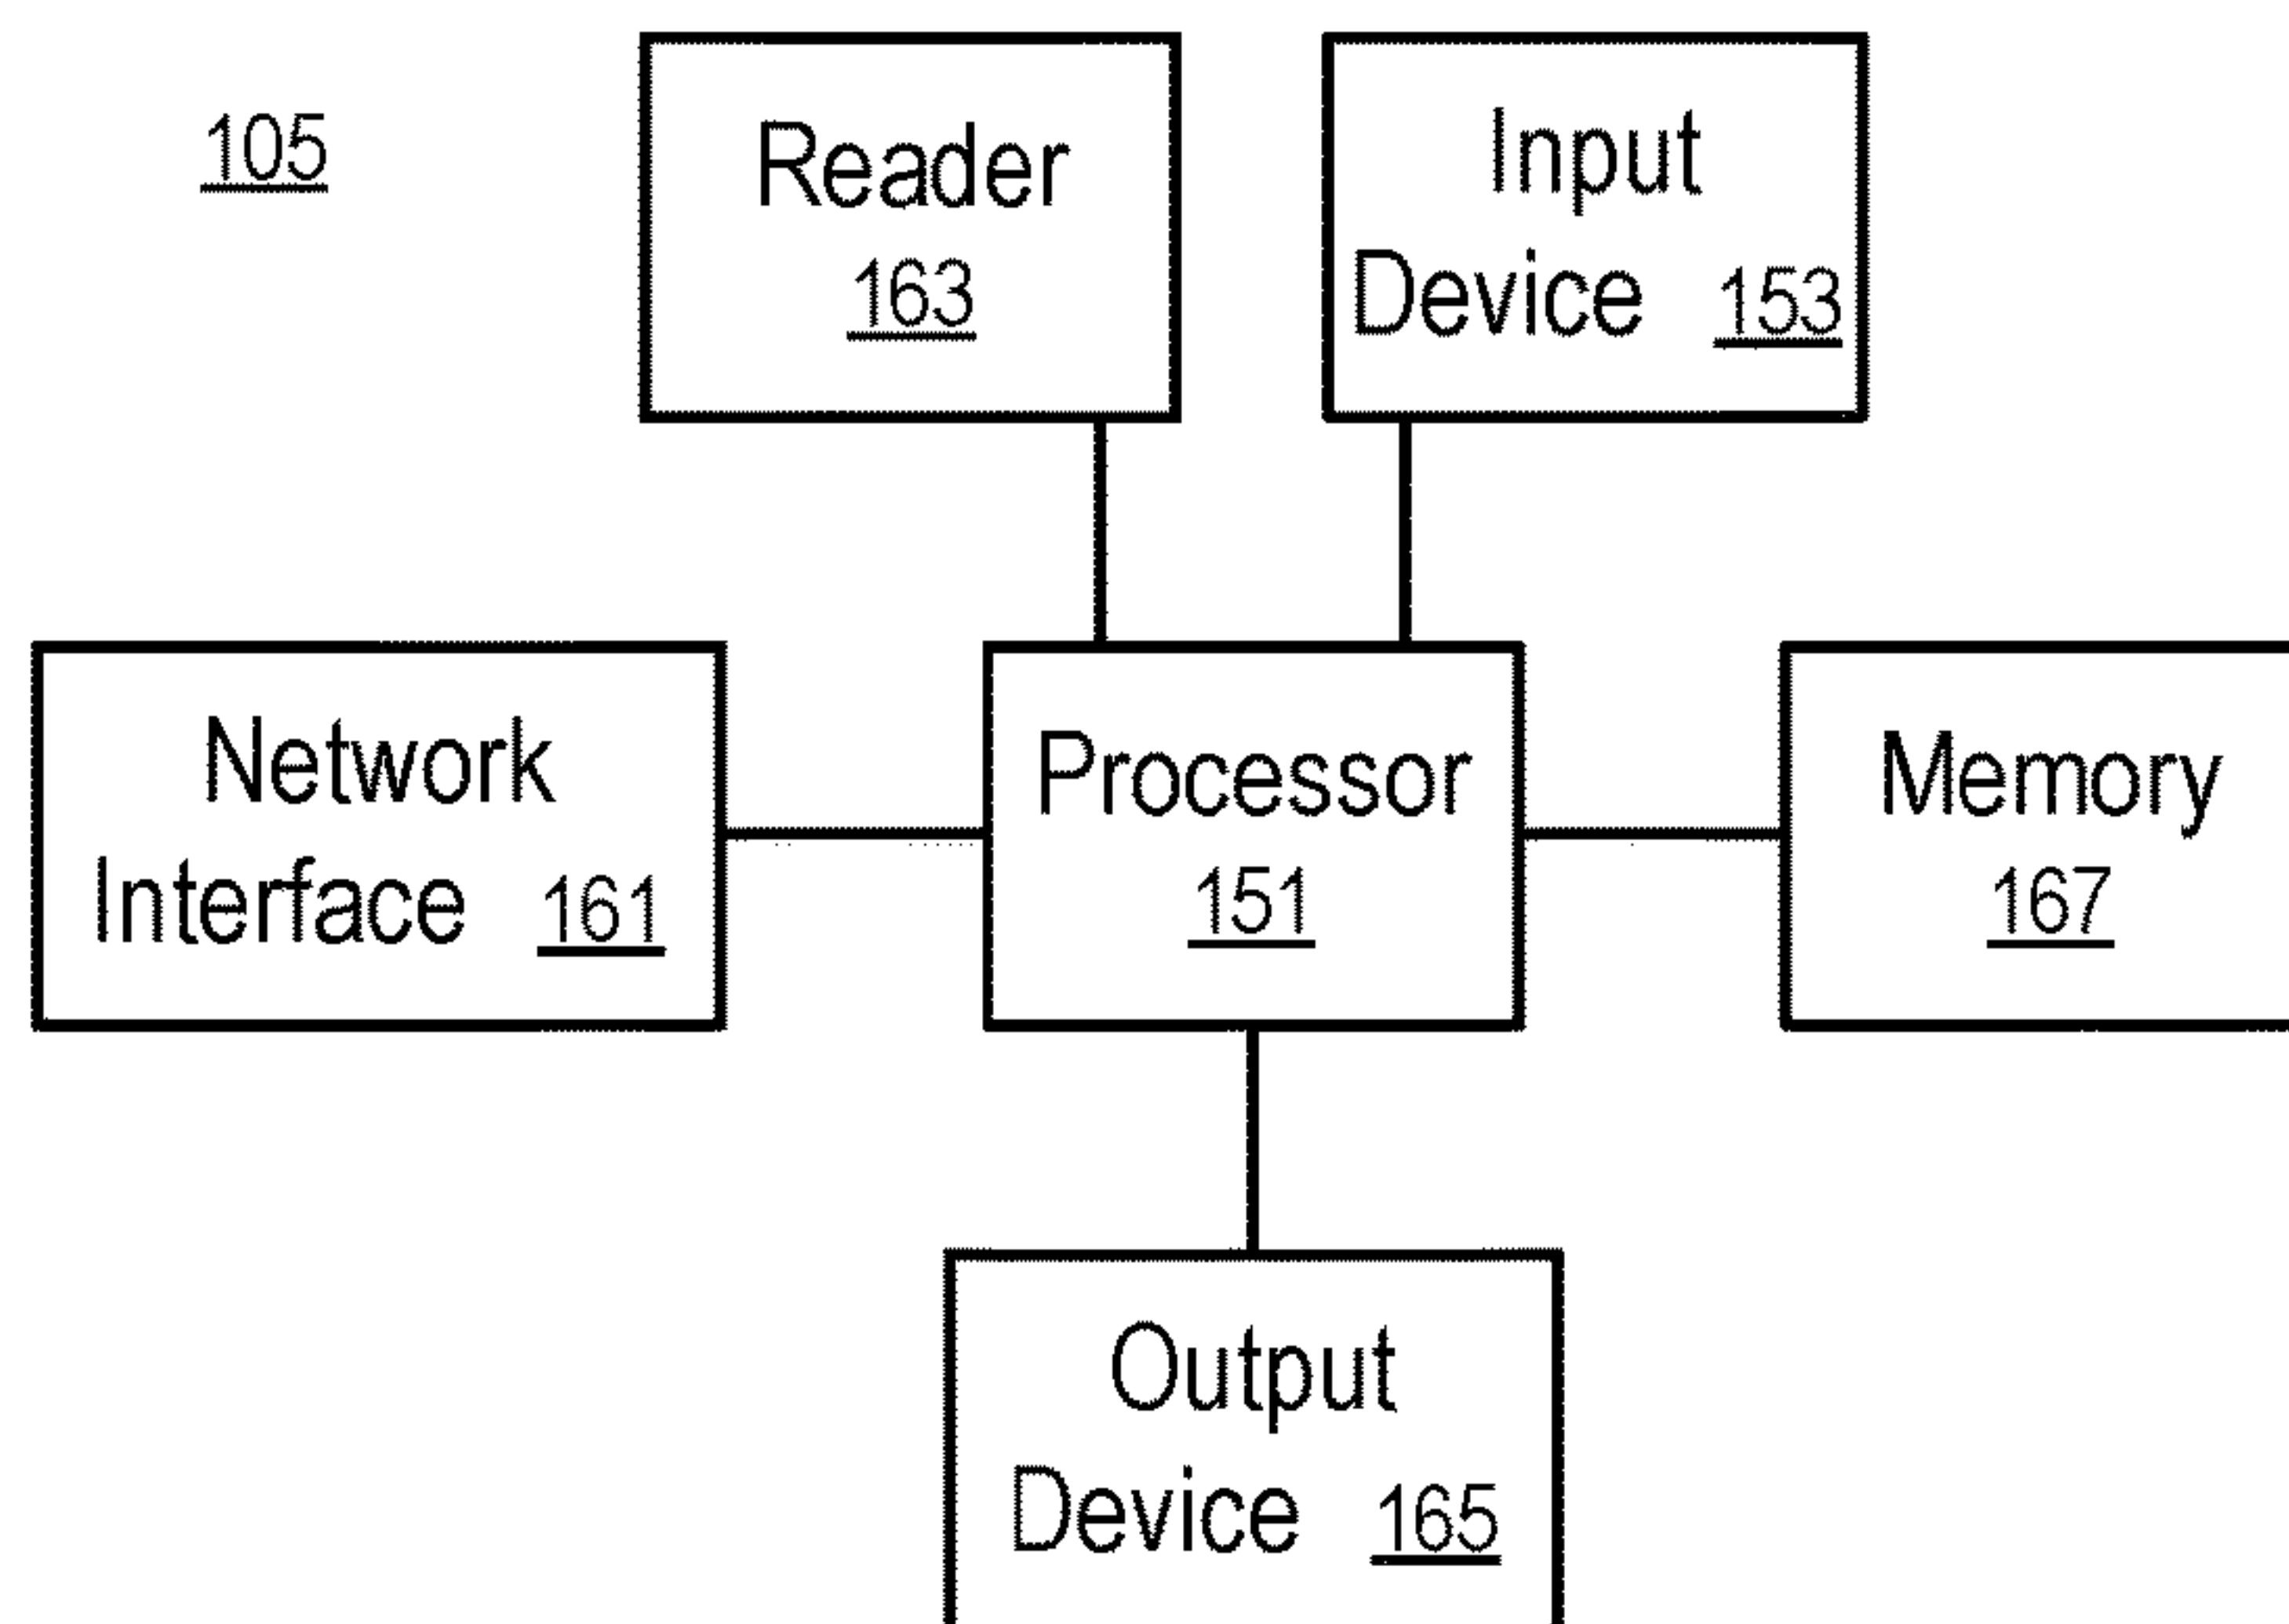 105
Reader
163
Input
Device 153
Network
Interface 161
Processor
151
Memory
167
Output
Device 165